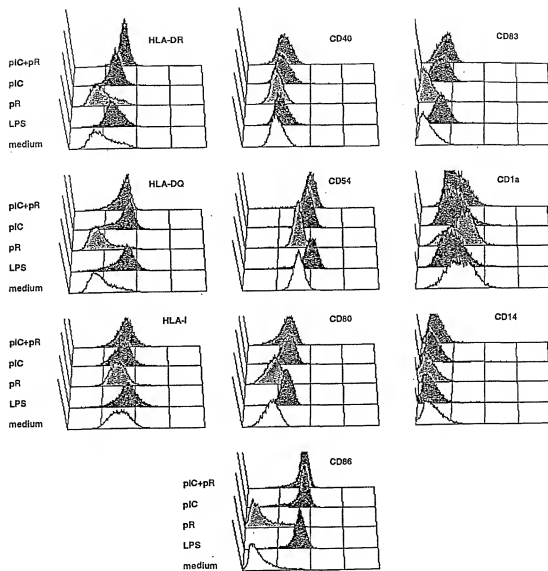 HLA-DR
pIC+pR
pIC
pR
LPS
medium
CD40
CD83
HLA-DQ
pIC+pR
pIC
pR
LPS
medium
CD54
CD1a
HLA-I
pIC+pR
pIC
pR
LPS
medium
CD80
CD14
CD86
pIC+pR
pIC
pR
LPS
medium